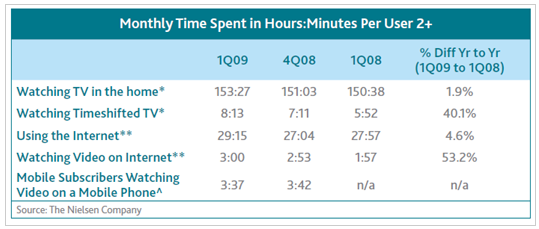 Monthly Time Spent in Hours:Minutes Per User 2+
1Q09 4Q08 1Q08 % Diff Yr to Yr
(1Q09 to 1Q08)
Watching TV in the home* 153:27 151:03 150:38 1.9%
Watching Timeshifted TV* 8:13 7:11 5:52 40.1%
Using the Internet** 29:15 27:04 27:57 4.6%
Watching Video on Internet** 3:00 2:53 1:57 53.2%
Mobile Subscribers Watching
Video on a Mobile Phone^ 3:37 3:42 n/a n/a
Source: The Nielsen Company